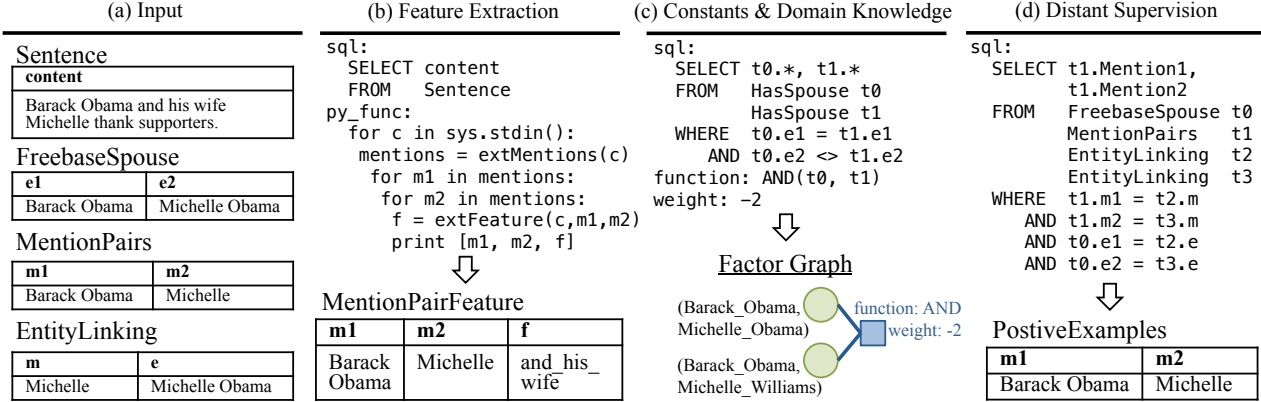 (a) Input
Sentence
content
Barack Obama and his wife
Michelle thank supporters.
FreebaseSpouse
e1 e2
Barack Obama Michelle Obama
MentionPairs
m1 m2
Barack Obama Michelle
EntityLinking
m e
Michelle Michelle Obama
(b) Feature Extraction
sql:
SELECT content
FROM Sentence
py_func:
for c in sys.stdin():
mentions = extMentions(c)
for m1 in mentions:
for m2 in mentions:
f = extFeature(c,m1,m2)
print [m1, m2, f]
MentionPairFeature
m1 m2 f
Barack Michelle and_his_
Obama wife
(c) Constants & Domain Knowledge
sql:
SELECT t0.*, t1.*
FROM HasSpouse t0
HasSpouse t1
WHERE t0.e1 = t1.e1
AND t0.e2 <> t1.e2
function: AND(t0, t1)
weight: -2
Factor Graph
(Barack_Obama, function: AND
Michelle_Obama) weight: -2
(Barack_Obama,
Michelle_Williams)
(d) Distant Supervision
sql:
SELECT t1.Mention1,
t1.Mention2
FROM FreebaseSpouse t0
MentionPairs t1
EntityLinking t2
EntityLinking t3
WHERE t1.m1 = t2.m
AND t1.m2 = t3.m
AND t0.e1 = t2.e
AND t0.e2 = t3.e
PostiveExamples
m1 m2
Barack Obama Michelle